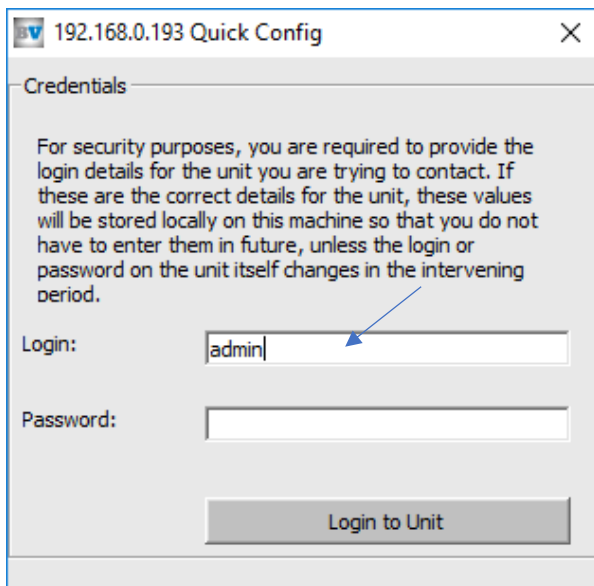 BV 192.168.0.193 Quick Config
Credentials
For security purposes, you are required to provide the
login details for the unit you are trying to contact. If
these are the correct details for the unit, these values
will be stored locally on this machine so that you do not
have to enter them in future, unless the login or
password on the unit itself changes in the intervening
period.
Login: admin
Password:
Login to Unit